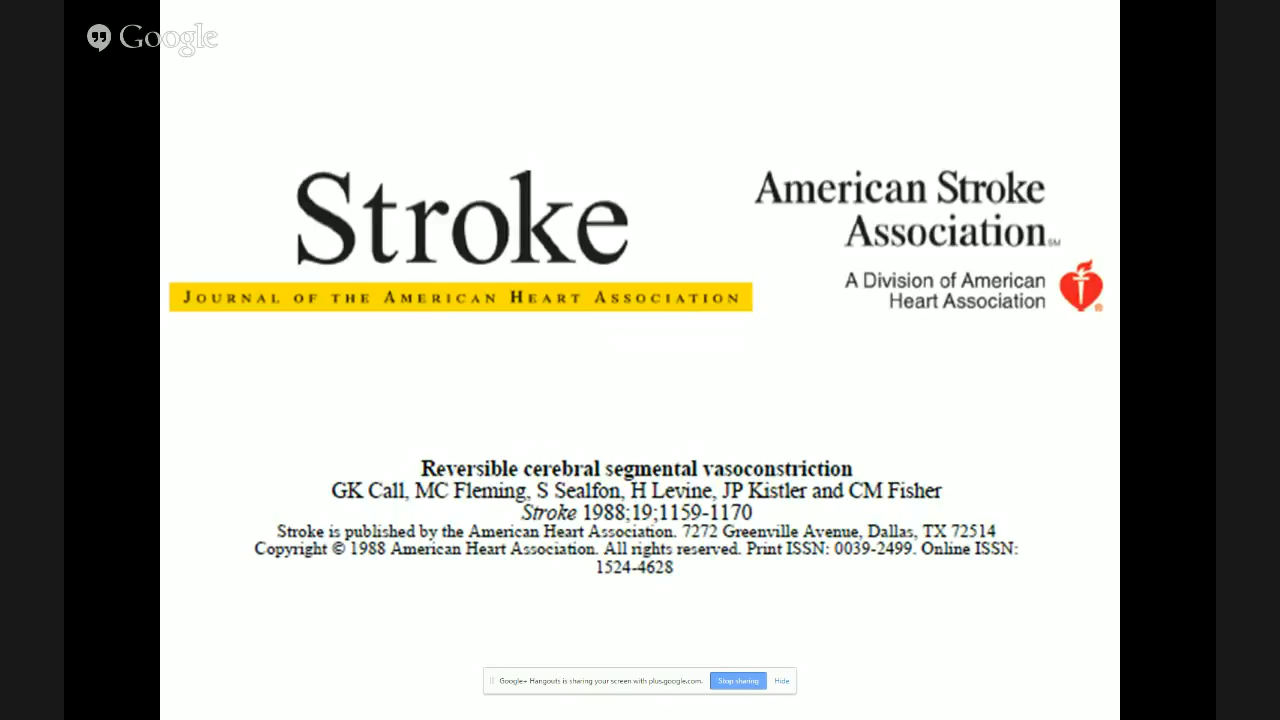 Google
Stroke
JOURNAL OF THE AMERICAN HEART ASSOCIATION
American Stroke
Association SM
A Division of American
Heart Association
®
Reversible cerebral segmental vasoconstriction
GK Call, MC Fleming, S Sealfon, H Levine, JP Kistler and CM Fisher
Stroke 1988;19;1159-1170
Stroke is published by the American Heart Association. 7272 Greenville Avenue, Dallas, TX 72514
Copyright © 1988 American Heart Association. All rights reserved. Print ISSN: 0039-2499. Online ISSN:
1524-4628
Google+ Hangouts is sharing your screen with plus.google.com. Stop sharing Hide